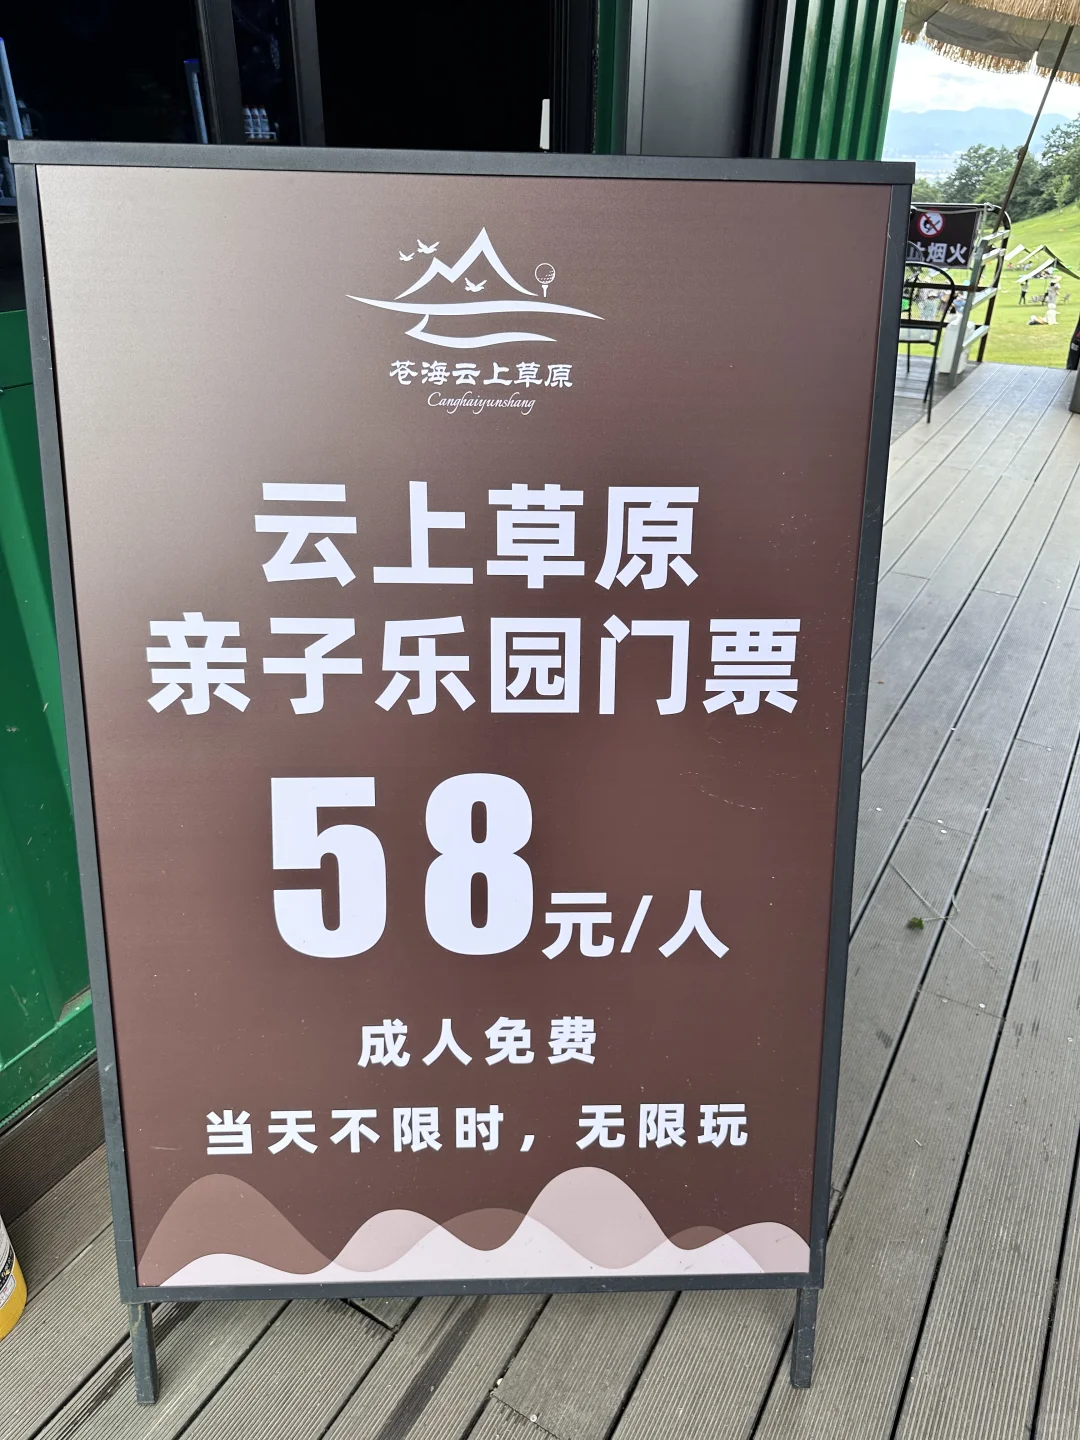 苍海云上草原
Canghaiyunshang
云上草原
亲子乐园门票
58元/人
成人免费
当天不限时，无限玩
烟火